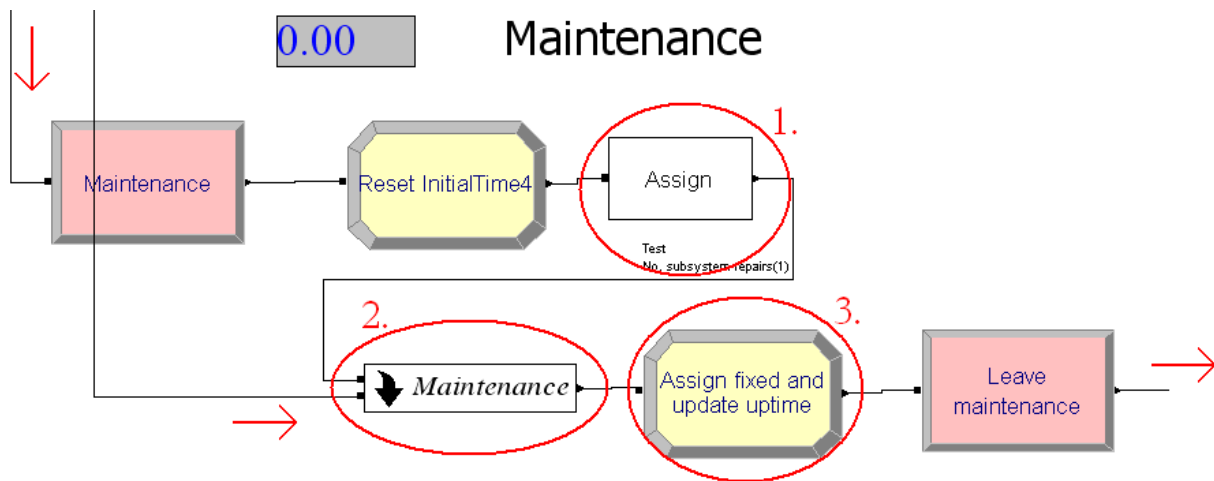 0.00
Maintenance
1.
Maintenance
Reset InitialTime4
Assign
Test
No, subsystem repairs(1)
2.
3.
Maintenance
Assign fixed and
update uptime
Leave
maintenance